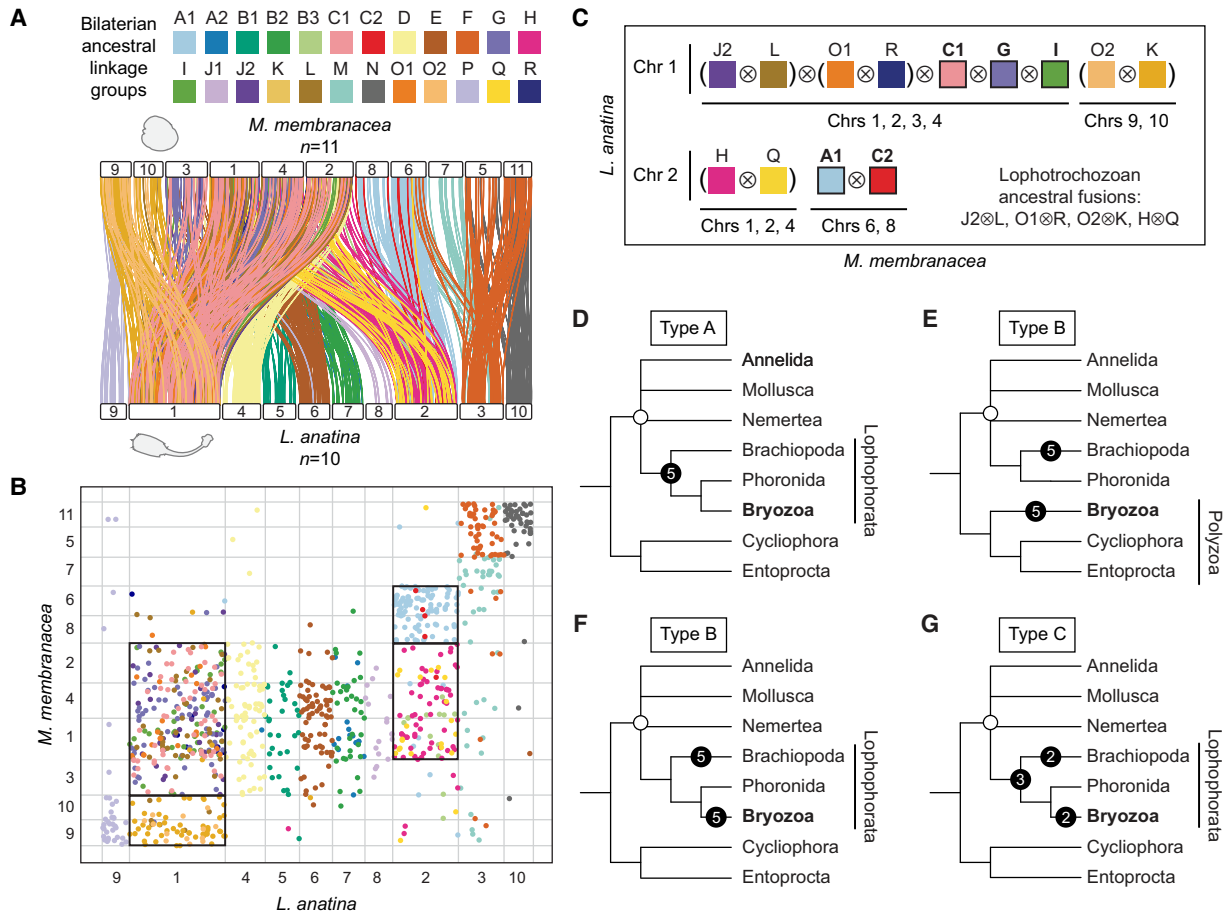 A
Bilaterian ancestral linkage groups
A1 A2 B1 B2 B3 C1 C2 D E F G H
I J1 J2 K L M N O1 O2 P Q R
M. membranacea
n=11
9 10 3 1 4 2 8 6 7 5 11
9 1 4 5 6 7 8 2 3 10
L. anatina
n=10
B
M. membranacea
11
5
7
6
8
2
4
1
3
10
9
9 1 4 5 6 7 8 2 3 10
L. anatina
C
L. anatina
Chr 1
J2 L O1 R C1 G I O2 K
( ⊗ ) ⊗ ( ⊗ ) ⊗ ⊗ ⊗ ( ⊗ )
Chrs 1, 2, 3, 4
Chrs 9, 10
Chr 2
H Q A1 C2
( ⊗ ) ⊗
Chrs 1, 2, 4
Chrs 6, 8
Lophotrochozoan
ancestral fusions:
J2⊗L, O1⊗R, O2⊗K, H⊗Q
M. membranacea
D
Type A
Annelida
Mollusca
Nemertea
Brachiopoda
Phoronida
Bryozoa
Cycliophora
Entoprocta
5
Lophophorata
E
Type B
Annelida
Mollusca
Nemertea
Brachiopoda
Phoronida
Bryozoa
Cycliophora
Entoprocta
5
5
Polyzoa
F
Type B
Annelida
Mollusca
Nemertea
Brachiopoda
Phoronida
Bryozoa
Cycliophora
Entoprocta
5
5
Lophophorata
G
Type C
Annelida
Mollusca
Nemertea
Brachiopoda
Phoronida
Bryozoa
Cycliophora
Entoprocta
2
3
2
Lophophorata